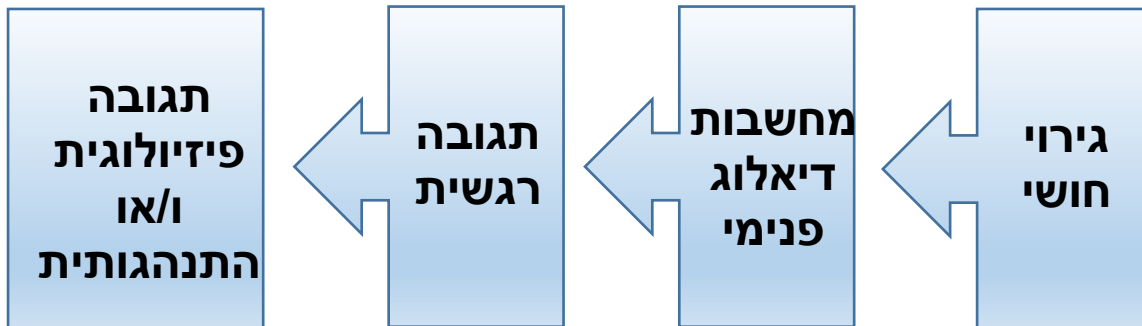 גירוי
חושי
מחשבות
דיאלוג
פנימי
תגובה
רגשית
תגובה
פיזיולוגית
ו/או
התנהגותית